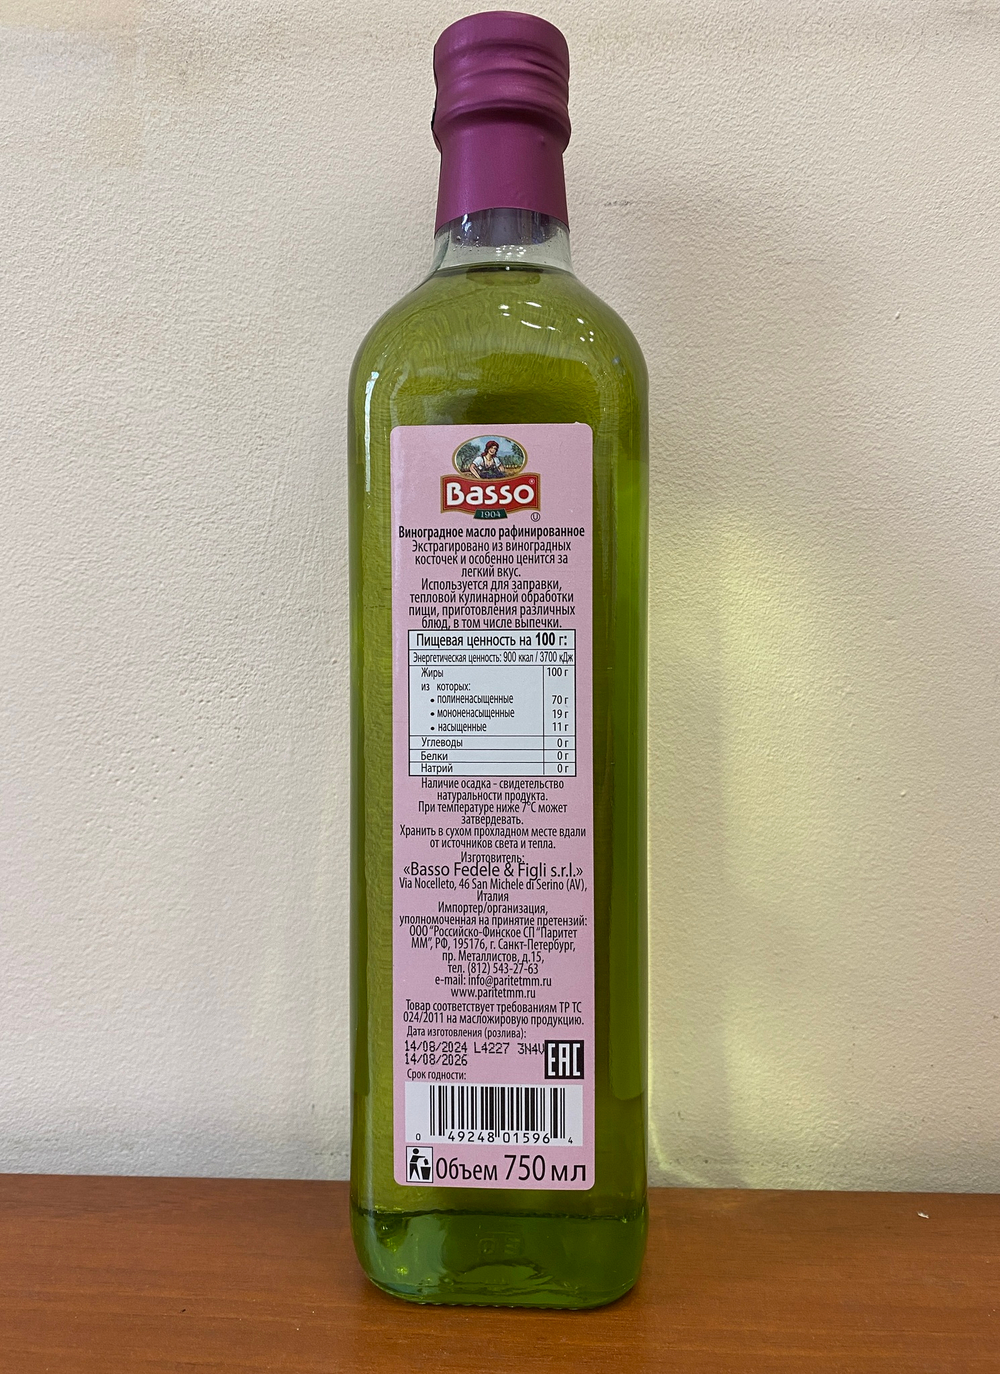 Basso®
1904
U
Виноградное масло рафинированное
Экстрагировано из виноградных
косточек и особенно ценится за
легкий вкус.
Используется для заправки,
тепловой кулинарной обработки
пищи, приготовления различных
блюд, в том числе выпечки.
Пищевая ценность на 100 г:
Энергетическая ценность: 900 ккал / 3700 кДж
Жиры 100 г
из которых:
• полиненасыщенные 70 г
• мононенасыщенные 19 г
• насыщенные 11 г
Углеводы 0 г
Белки 0 г
Натрий 0 г
Наличие осадка - свидетельство
натуральности продукта.
При температуре ниже 7°С может
затвердевать.
Хранить в сухом прохладном месте вдали
от источников света и тепла.
Изготовитель:
«Basso Fedele & Figli s.r.l.»
Via Nocelleto, 46 San Michele di Serino (AV),
Италия
Импортер/организация,
уполномоченная на принятие претензий:
ООО "Российско-Финское СП "Паритет
ММ", РФ, 195176, г. Санкт-Петербург,
пр. Металлистов, д.15,
тел. (812) 543-27-63
e-mail: info@paritetmm.ru
www.paritetmm.ru
Товар соответствует требованиям ТР ТС
024/2011 на масложировую продукцию.
Дата изготовления (розлива):
14/08/2024 L4227 3N4V
14/08/2026
EAC
Срок годности:
0 49248 01596 4
Объем 750 мл